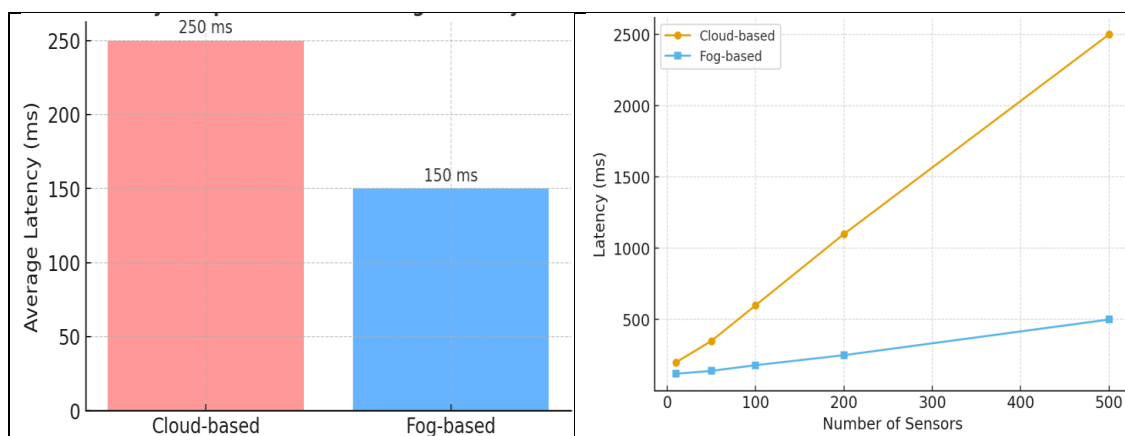 250 ms
250
200
150 ms
150
100
50
0
Average Latency (ms)
Cloud-based
Fog-based
Cloud-based
Fog-based
2500
2000
1500
1000
500
Latency (ms)
0
100
200
300
400
500
Number of Sensors